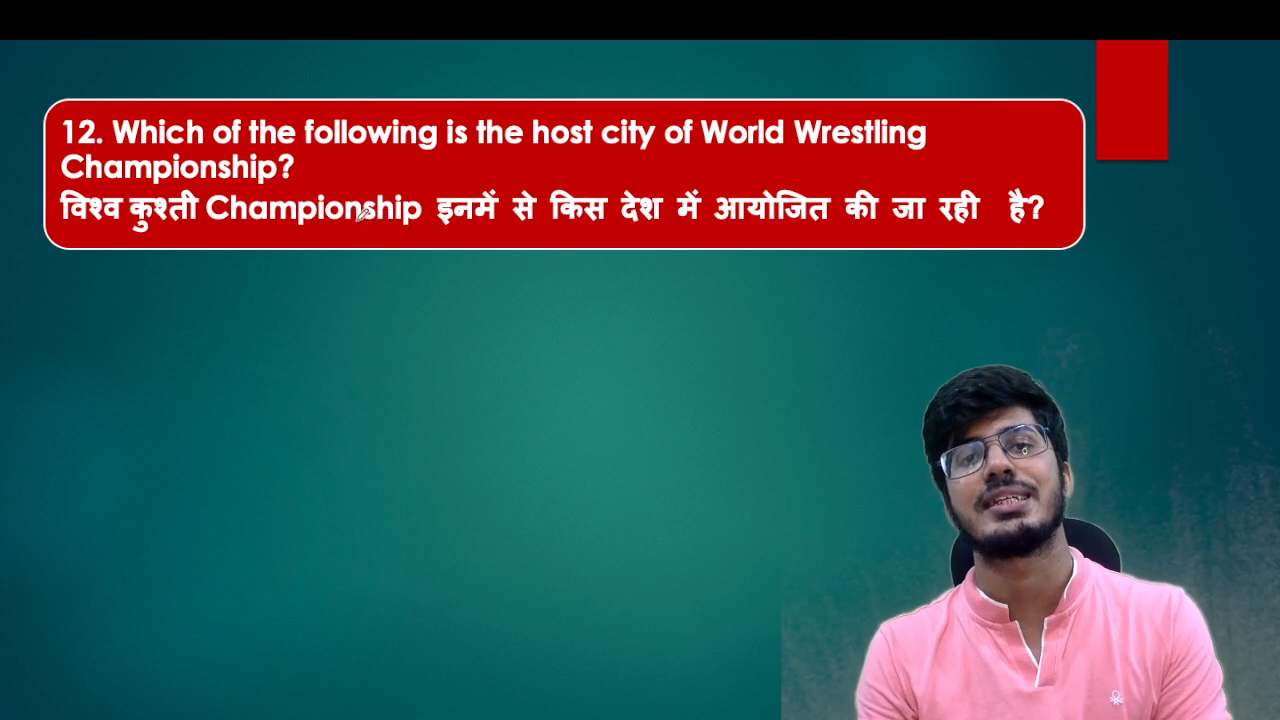 12. Which of the following is the host city of World Wrestling
Championship?
विश्व कुश्ती Championship इनमें से किस देश में आयोजित की जा रही है?